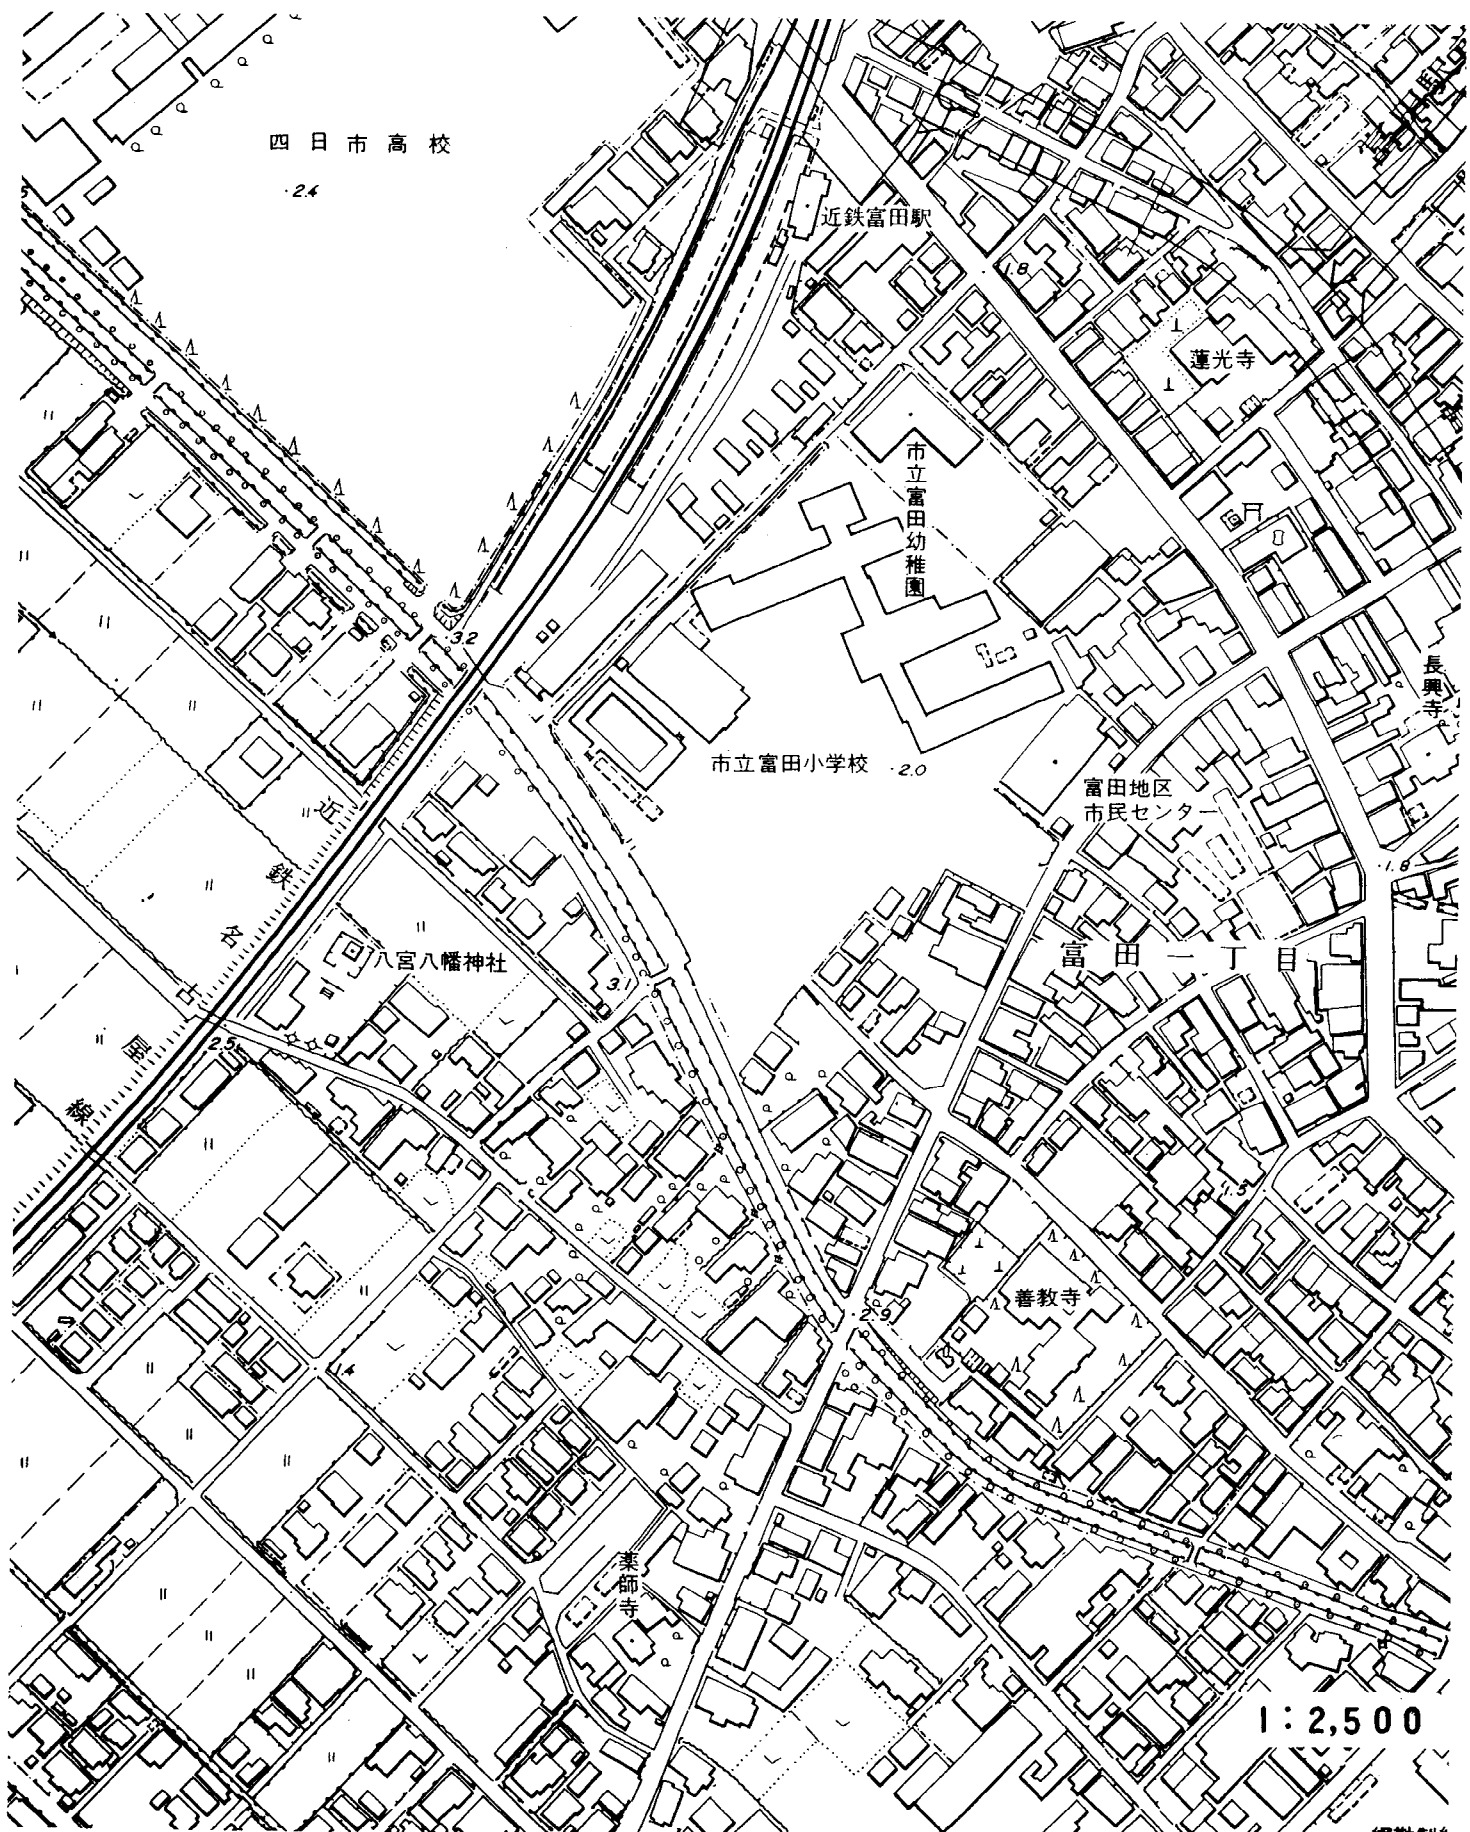 四日市高校
2.4
近鉄富田駅
1.8
蓮光寺
市立富田幼稚園
3.2
長興寺
市立富田小学校
2.0
富田地区
市民センター
近鉄名屋線
1.8
八宮八幡神社
富田一丁目
3.1
2.5
1.5
善教寺
2.9
1.4
薬師寺
1:2,500